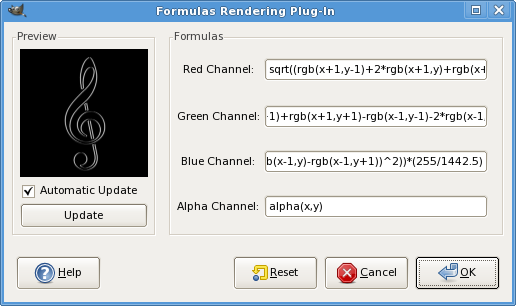 Formulas Rendering Plug-In
Preview
Automatic Update
Update
Formulas
Red Channel: sqrt((rgb(x+1,y-1)+2*rgb(x+1,y)+rgb(x+
Green Channel: 1)+rgb(x+1,y+1)-rgb(x-1,y-1)-2*rgb(x-1,
Blue Channel: b(x-1,y)-rgb(x-1,y+1))^2))*(255/1442.5)
Alpha Channel: alpha(x,y)
Help Reset Cancel OK